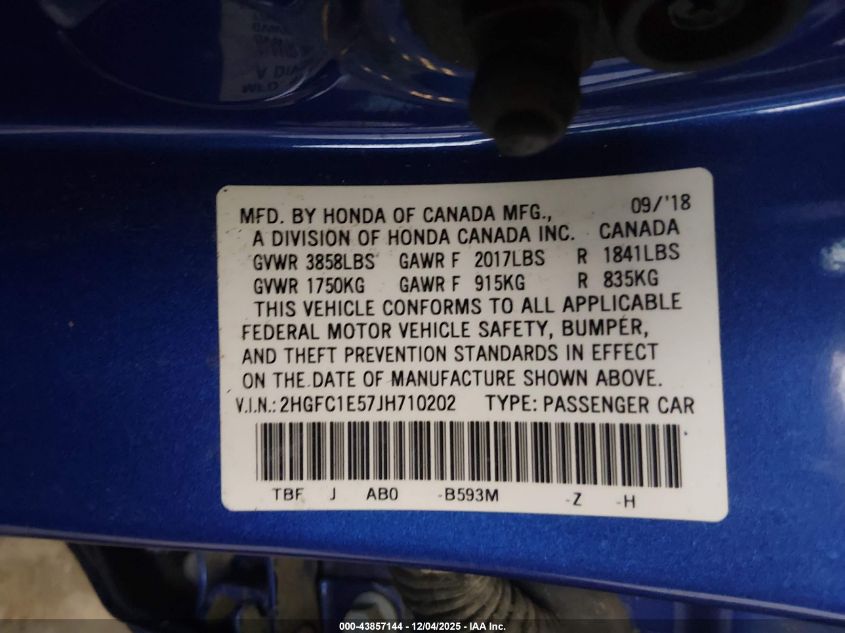 MFD. BY HONDA OF CANADA MFG., 09/'18
A DIVISION OF HONDA CANADA INC. CANADA
GVWR 3858LBS GAWR F 2017LBS R 1841LBS
GVWR 1750KG GAWR F 915KG R 835KG
THIS VEHICLE CONFORMS TO ALL APPLICABLE
FEDERAL MOTOR VEHICLE SAFETY, BUMPER,
AND THEFT PREVENTION STANDARDS IN EFFECT
ON THE DATE OF MANUFACTURE SHOWN ABOVE.
V.I.N.: 2HGFC1E57JH710202 TYPE: PASSENGER CAR
TBF J AB0 -B593M -Z -H
000-43857144 - 12/04/2025 - IAA Inc.